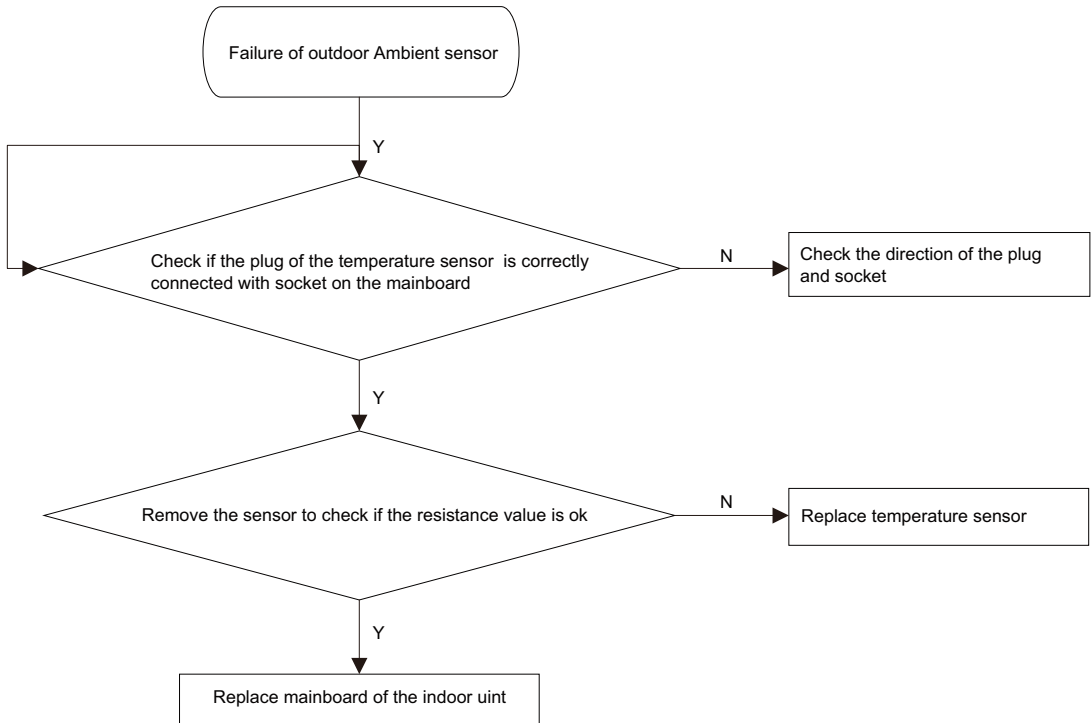 Failure of outdoor Ambient sensor
Y
Check if the plug of the temperature sensor is correctly
connected with socket on the mainboard
N
Check the direction of the plug
and socket
Y
Remove the sensor to check if the resistance value is ok
N
Replace temperature sensor
Y
Replace mainboard of the indoor uint